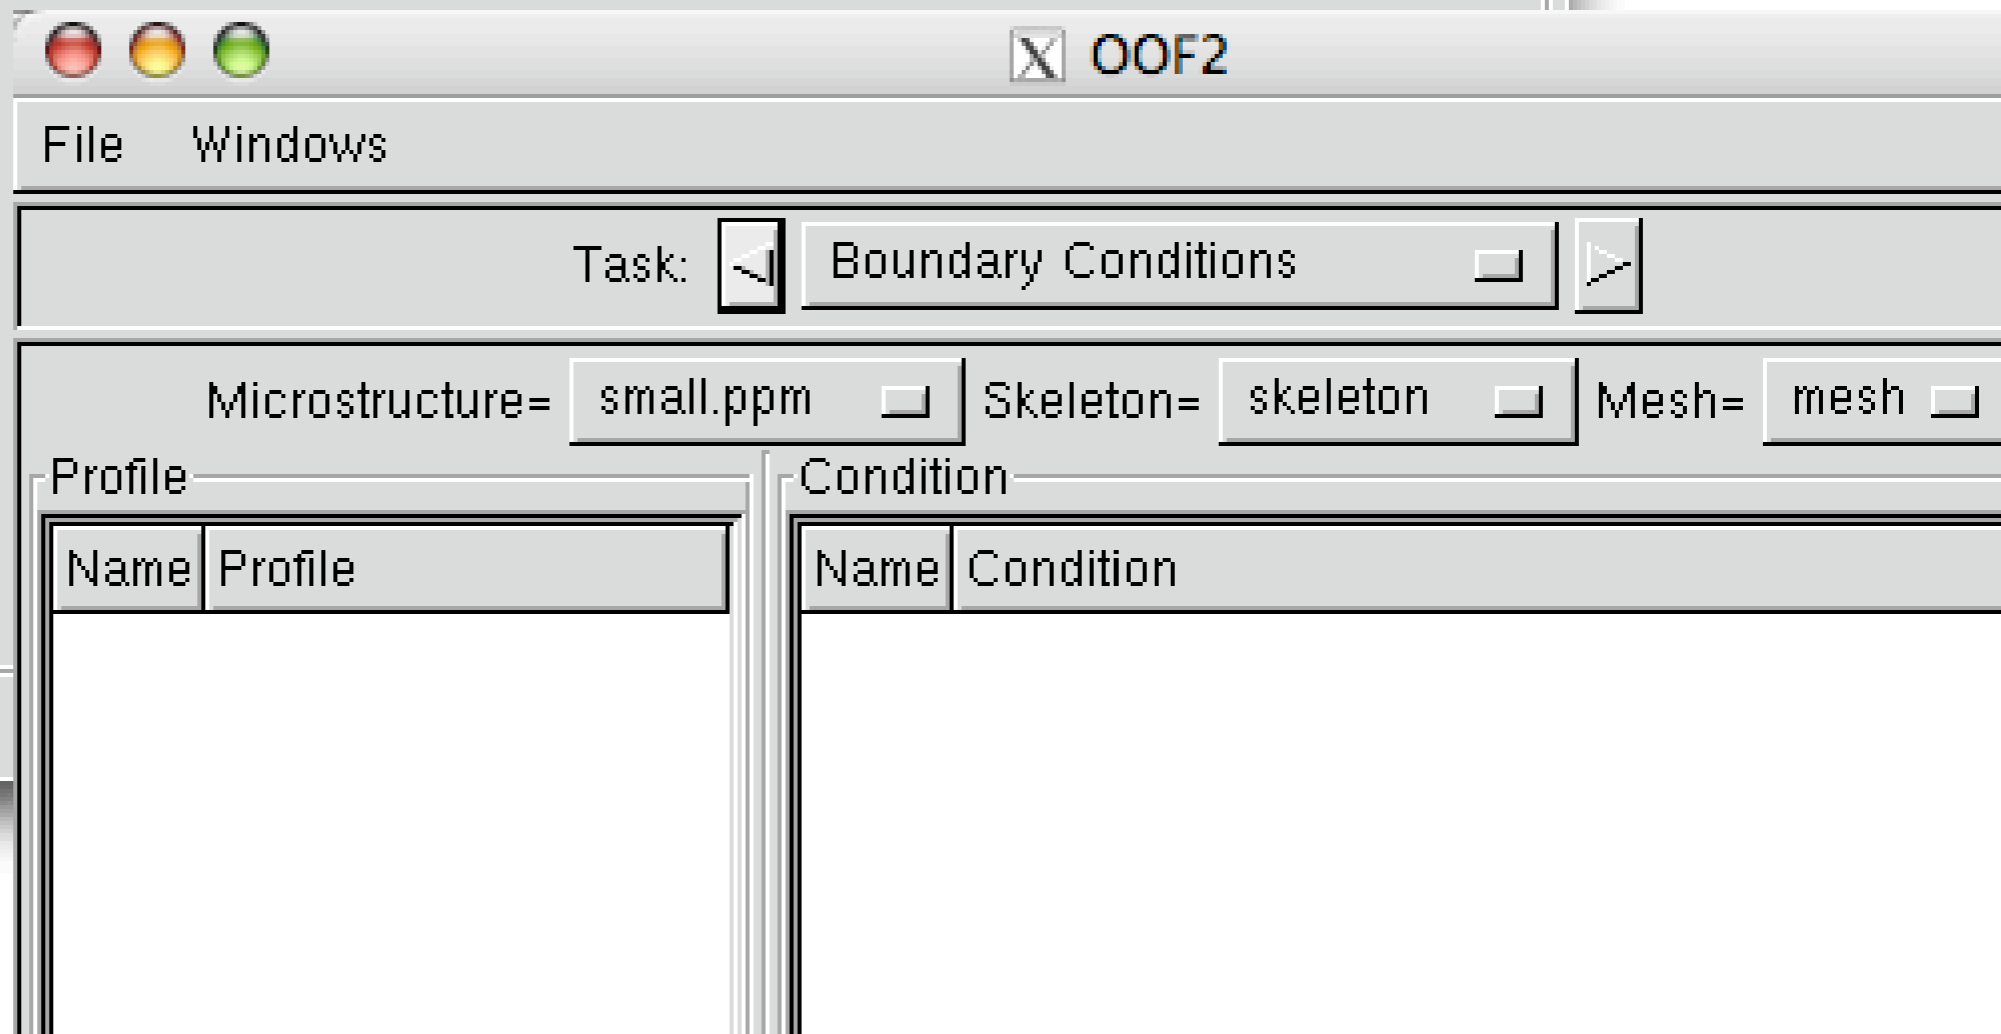 OOF2
File Windows
Task: Boundary Conditions
Microstructure= small.ppm Skeleton= skeleton Mesh= mesh
Profile Condition
Name Profile Name Condition